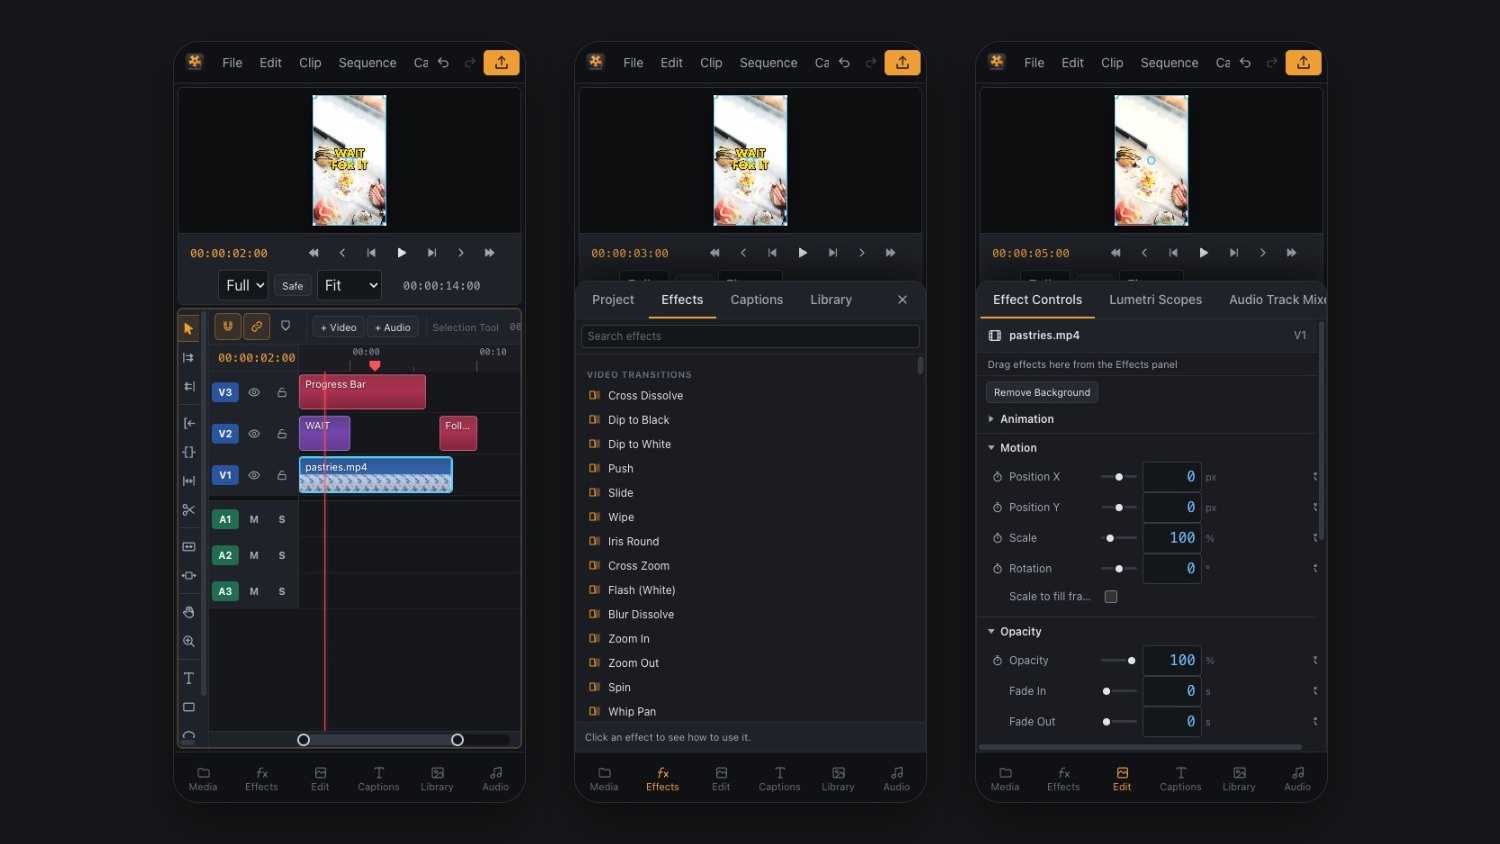 File Edit Clip Sequence Ca
WAIT
FOR IT
00:00:02:00
Full Safe Fit 00:00:14:00
+ Video + Audio Selection Tool 00
00:00:02:00 00:00 00:10
V3 Progress Bar
V2 WAIT Foll...
V1 pastries.mp4
A1 M S
A2 M S
A3 M S
Media Effects Edit Captions Library Audio
File Edit Clip Sequence Ca
WAIT
FOR IT
00:00:03:00
Project Effects Captions Library
Search effects
VIDEO TRANSITIONS
Cross Dissolve
Dip to Black
Dip to White
Push
Slide
Wipe
Iris Round
Cross Zoom
Flash (White)
Blur Dissolve
Zoom In
Zoom Out
Spin
Whip Pan
Click an effect to see how to use it.
Media Effects Edit Captions Library Audio
File Edit Clip Sequence Ca
00:00:05:00
Effect Controls Lumetri Scopes Audio Track Mixe
pastries.mp4 V1
Drag effects here from the Effects panel
Remove Background
Animation
Motion
Position X 0 px
Position Y 0 px
Scale 100 %
Rotation 0 °
Scale to fill fra...
Opacity
Opacity 100 %
Fade In 0 s
Fade Out 0 s
Media Effects Edit Captions Library Audio